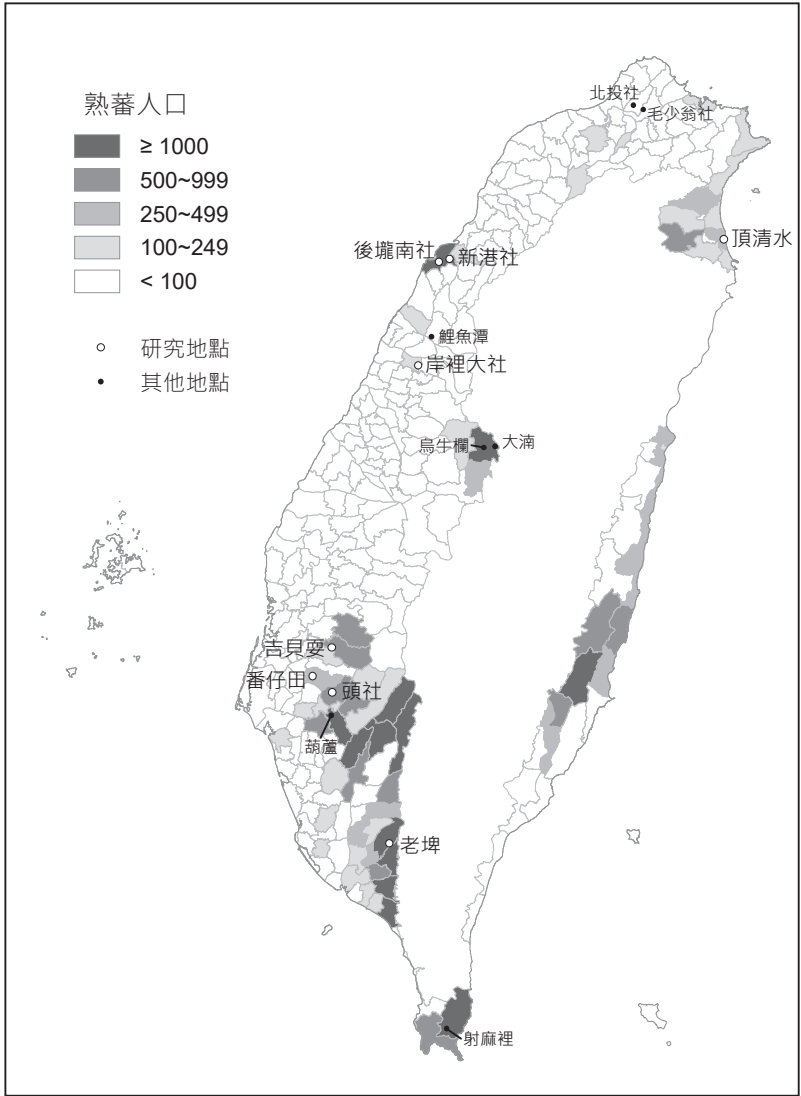 熟蕃人口
≥ 1000
500~999
250~499
100~249
< 100
研究地點
其他地點
北投社
毛少翁社
頂清水
後壠南社
新港社
鯉魚潭
岸裡大社
烏牛欄
大湳
吉貝耍
番仔田
頭社
葫蘆
老埤
射麻裡